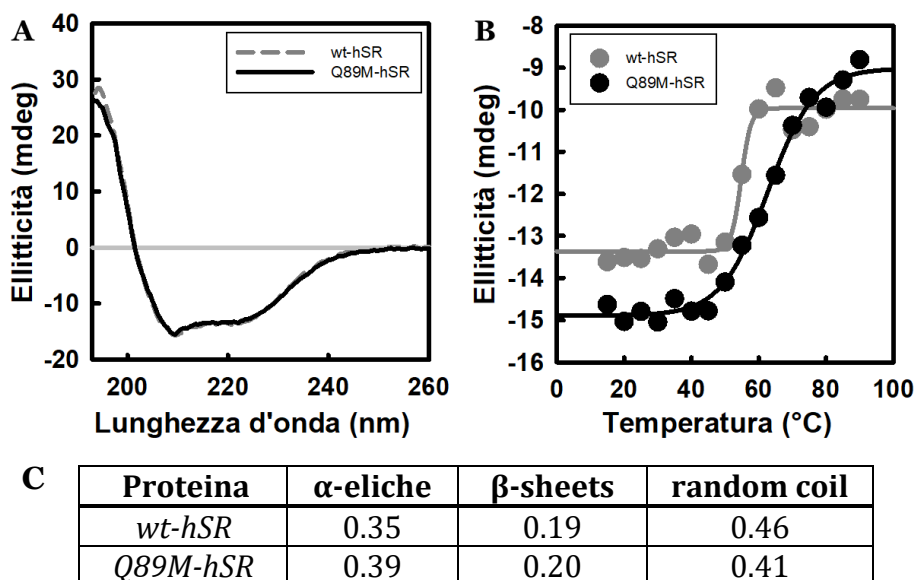 A
wt-hSR
Q89M-hSR
Ellitticità (mdeg)
40
30
20
10
0
-10
-20
200 220 240 260
Lunghezza d'onda (nm)
B
wt-hSR
Q89M-hSR
Ellitticità (mdeg)
-8
-9
-10
-11
-12
-13
-14
-15
-16
0 20 40 60 80 100
Temperatura (°C)
C
Proteina α-eliche β-sheets random coil
wt-hSR 0.35 0.19 0.46
Q89M-hSR 0.39 0.20 0.41